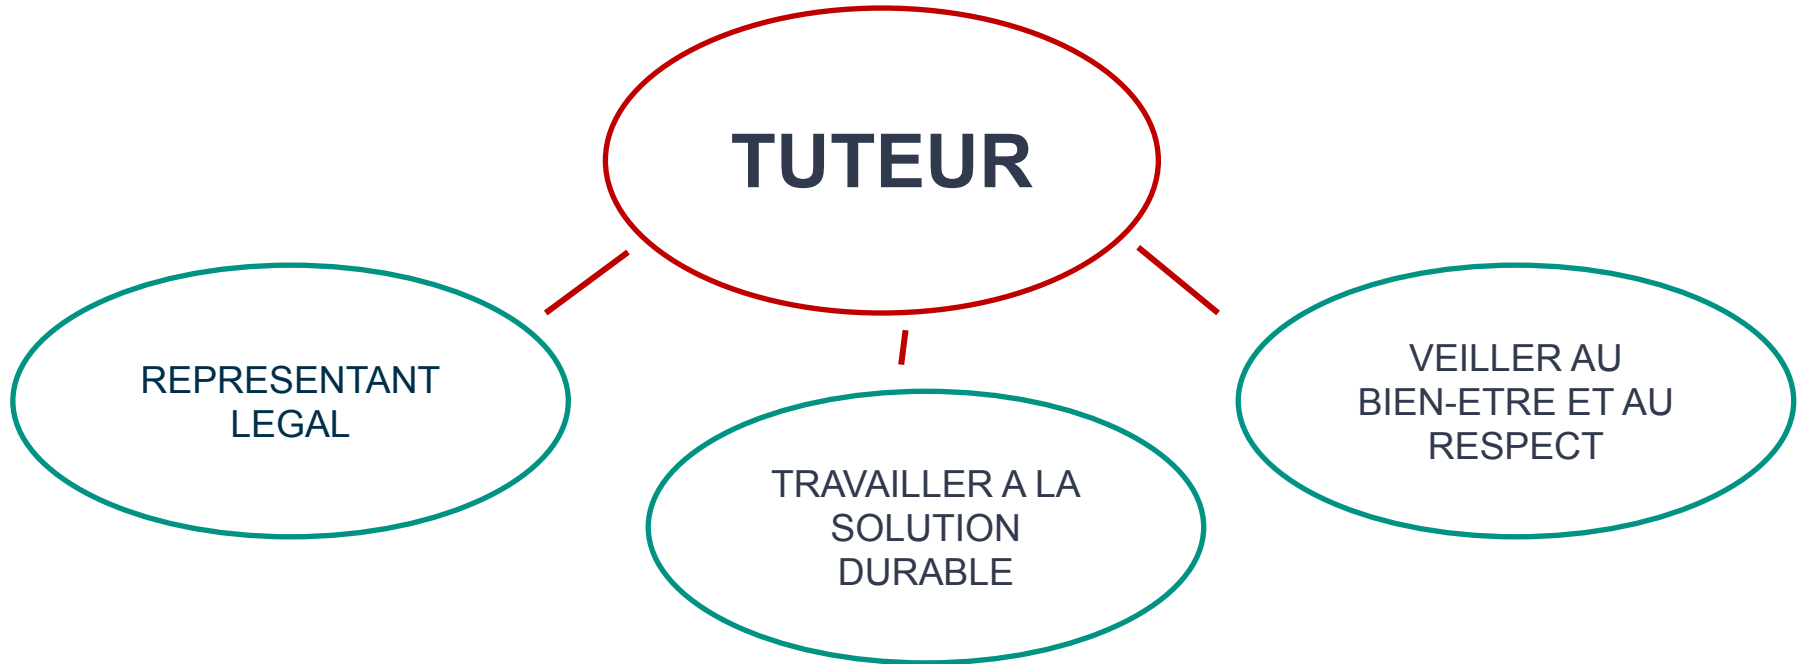 TUTEUR
REPRESENTANT
LEGAL
TRAVAILLER A LA
SOLUTION
DURABLE
VEILLER AU
BIEN-ETRE ET AU
RESPECT